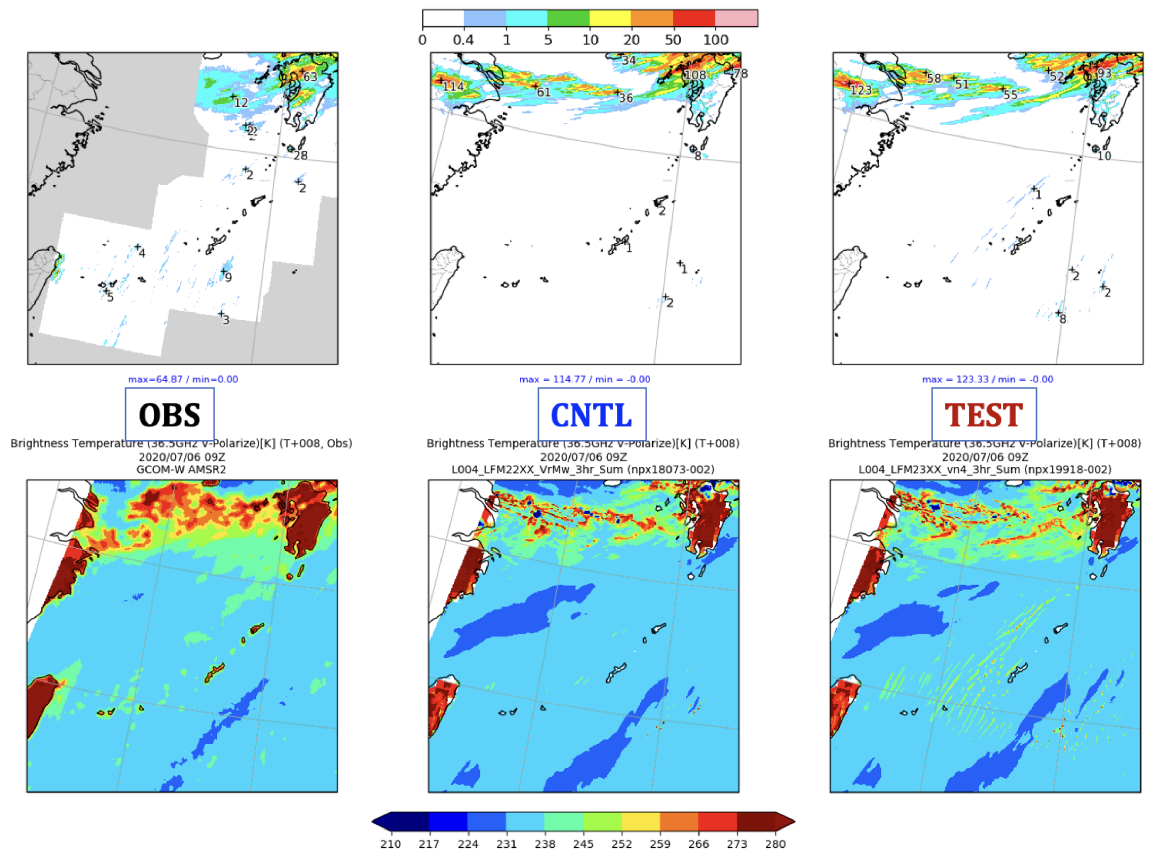 0 0.4 1 5 10 20 50 100
63
12
2
28
2
2
4
9
5
3
114
61
34
36
108
78
8
2
1
1
2
123
58
51
55
52
93
10
1
2
2
8
max=64.87 / min=0.00
max = 114.77 / min = -0.00
max = 123.33 / min = -0.00
OBS
CNTL
TEST
Brightness Temperature (36.5GHz V-Polarize)[K] (T+008, Obs)
2020/07/06 09Z
GCOM-W AMSR2
Brightness Temperature (36.5GHz V-Polarize)[K] (T+008)
2020/07/06 09Z
L004_LFM22XX_VrMw_3hr_Sum (npx18073-002)
Brightness Temperature (36.5GHz V-Polarize)[K] (T+008)
2020/07/06 09Z
L004_LFM23XX_vn4_3hr_Sum (npx19918-002)
210 217 224 231 238 245 252 259 266 273 280